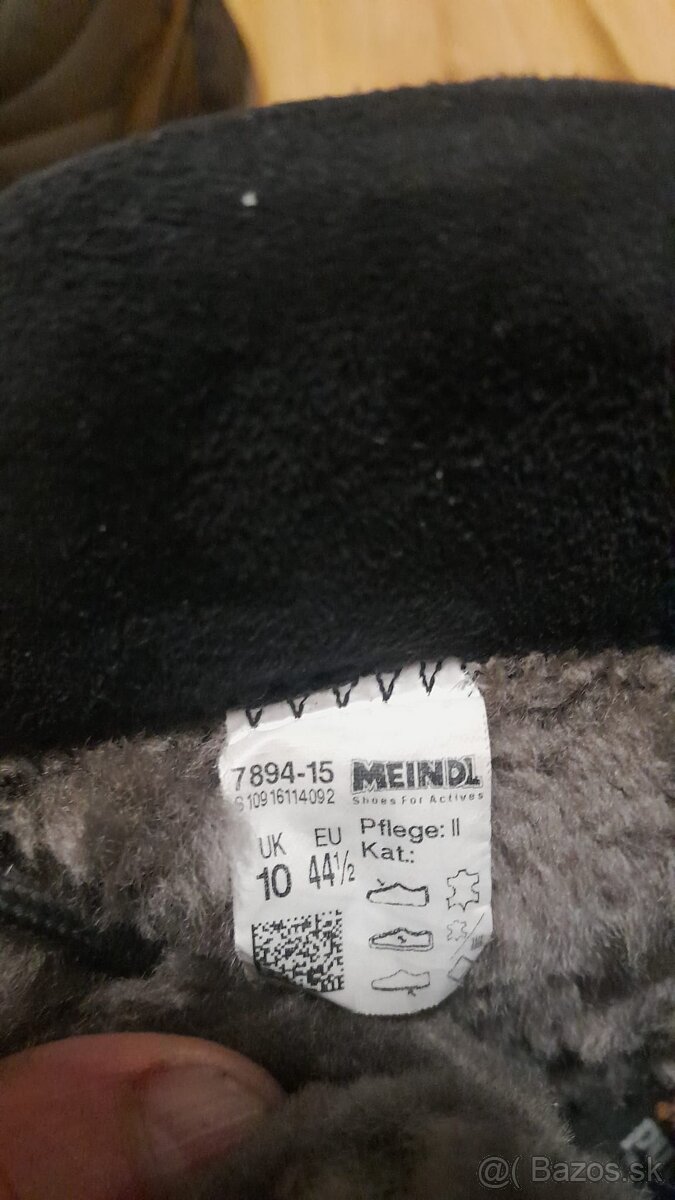 7894-15 MEINDL
S 10916114092 Shoes For Actives
UK EU Pflege: II
10 44½ Kat.:
@( Bazos.sk